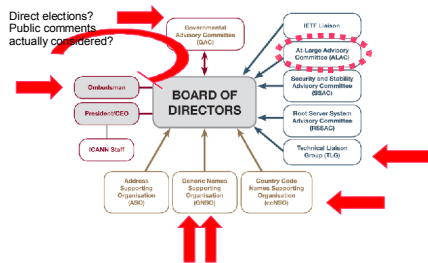 Direct elections?
Public comments
actually considered?
Governmental
Advisory Committee
(GAC)
IETF Liaison
At-Large Advisory
Committee (ALAC)
Ombudsman
BOARD OF
DIRECTORS
Security and Stability
Advisory Committee
(SSAC)
President/CEO
Root Server System
Advisory Committee
(RSSAC)
ICANN Staff
Technical Liaison
Group (TLG)
Address
Supporting
Organisation
(ASO)
Generic Names
Supporting
Organisation
(GNSO)
Country Code
Names Supporting
Organisation
(ccNSO)